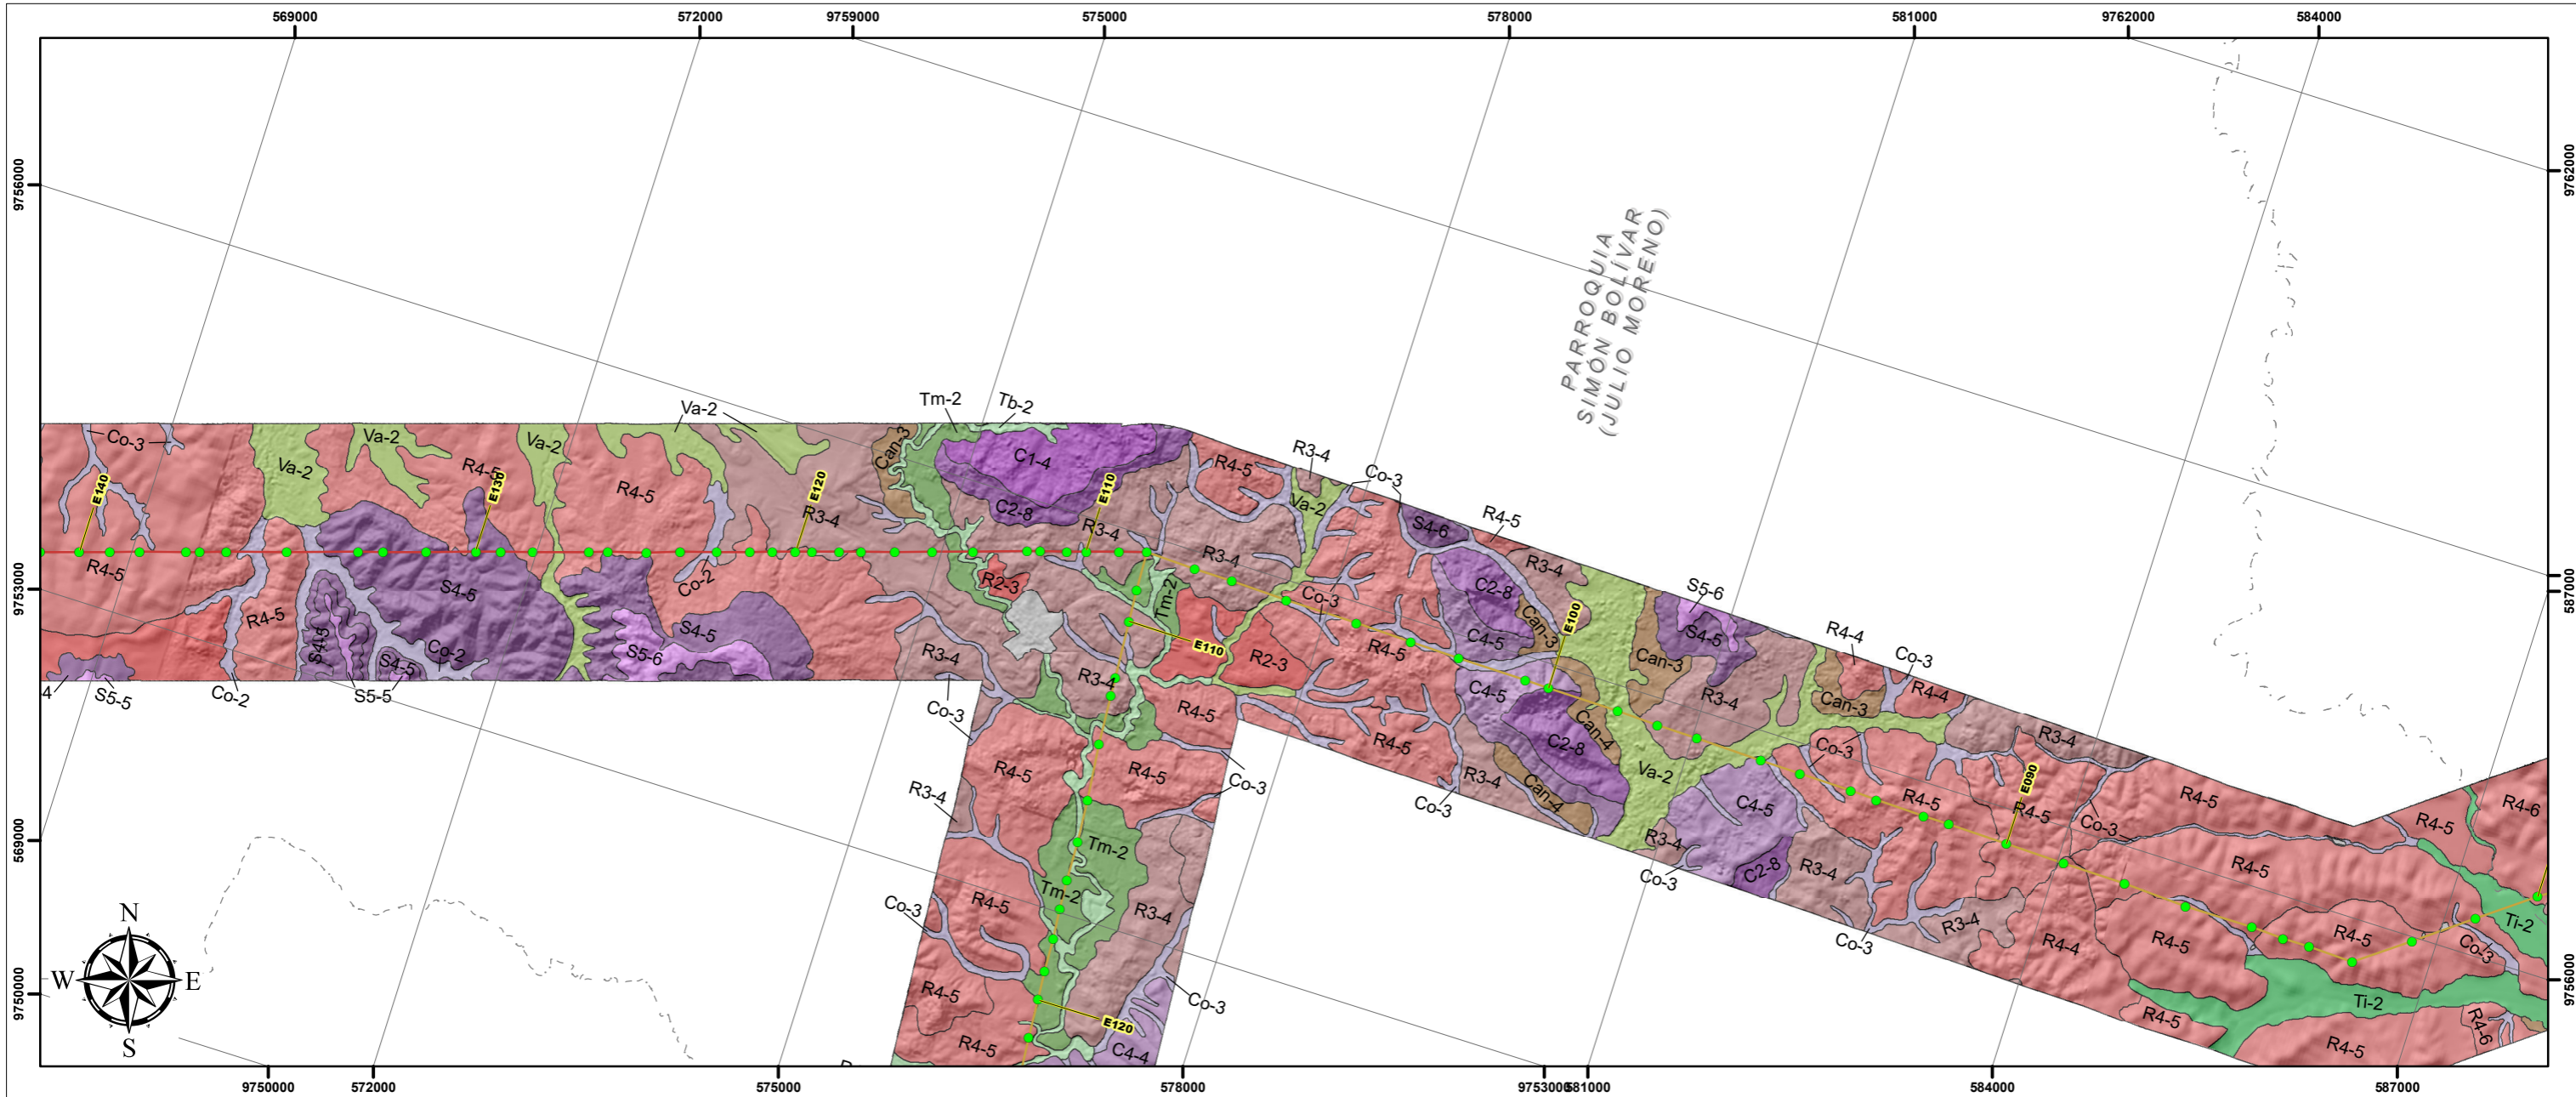 569000
572000
9759000
575000
578000
581000
9762000
584000
9756000
9753000
569000
9750000
9762000
587000
9756000
PARROQUIA
SIMÓN BOLÍVAR
(JULIO MORENO)
Tm-2
Tb-2
Va-2
Co-3
Va-2
Va-2
Va-2
R4-5
E140
E130
R4-5
E120
R3-4
Can-3
C1-4
C2-8
E110
R3-4
R4-5
R3-4
Co-3
Va-2
S4-6
R4-5
R3-4
R3-4
R4-5
S4-5
Co-2
R2-3
Tm-2
Co-3
C2-8
Can-3
E100
S5-6
S4-5
R4-5
S4-5
S4-5
Co-2
S5-6
S4-5
R3-4
E110
R2-3
R4-5
C4-5
Can-3
R4-4
Co-3
R4-4
4
S5-5
Co-2
S5-5
Co-3
R3-4
R4-5
C4-5
R3-4
Can-3
R4-5
C2-8
Can-4
Va-2
Co-3
R3-4
R4-5
R4-5
Co-3
R3-4
R3-4
Can-4
Co-3
C4-5
R4-5
E090
R4-5
Co-3
R4-5
R4-5
R4-6
Tm-2
Tm-2
R3-4
R3-4
Co-3
C2-8
R3-4
R4-5
Co-3
R4-5
R3-4
Co-3
R3-4
R4-4
R4-5
R4-5
Co-3
Ti-2
R4-5
Co-3
E120
R4-5
C4-4
R4-5
Ti-2
R4-5
R4-6
N
W
E
S
9750000
572000
575000
578000
9753000
581000
584000
587000